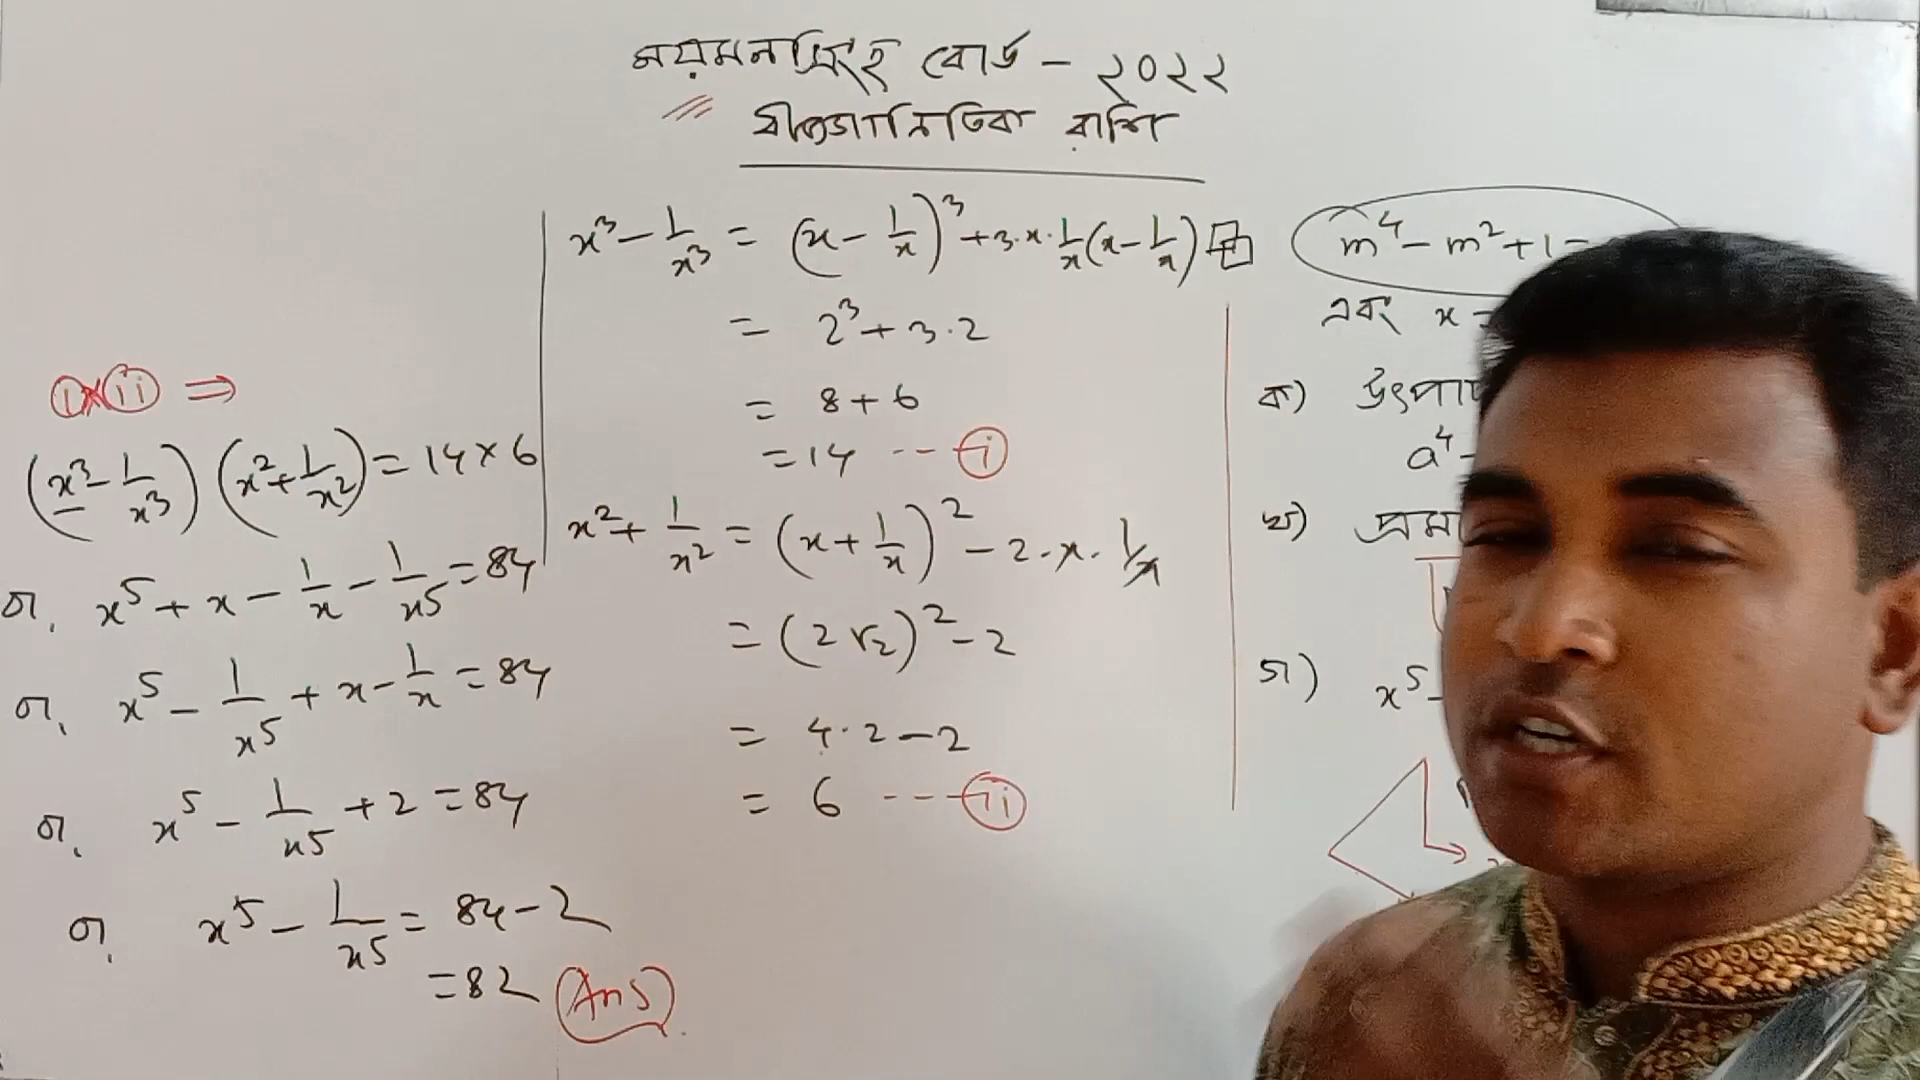 ময়মনসিংহ বোর্ড - ২০২২
বীজগানিতিক রাশি
x³ - 1/x³ = (x - 1/x)³ + 3·x·1/x(x - 1/x)
= 2³ + 3·2
= 8 + 6
= 14 --- i
x² + 1/x² = (x + 1/x)² - 2·x·1/x
= (2√2)² - 2
= 4·2 - 2
= 6 --- ii
i×ii ⇒
(x³ - 1/x³)(x² + 1/x²) = 14 × 6
বা, x⁵ + x - 1/x - 1/x⁵ = 84
বা, x⁵ - 1/x⁵ + x - 1/x = 84
বা, x⁵ - 1/x⁵ + 2 = 84
বা, x⁵ - 1/x⁵ = 84 - 2
= 82 (Ans)
m⁴ - m² + 1 =
এবং x =
ক)
a⁴ -
খ)
গ) x⁵ -